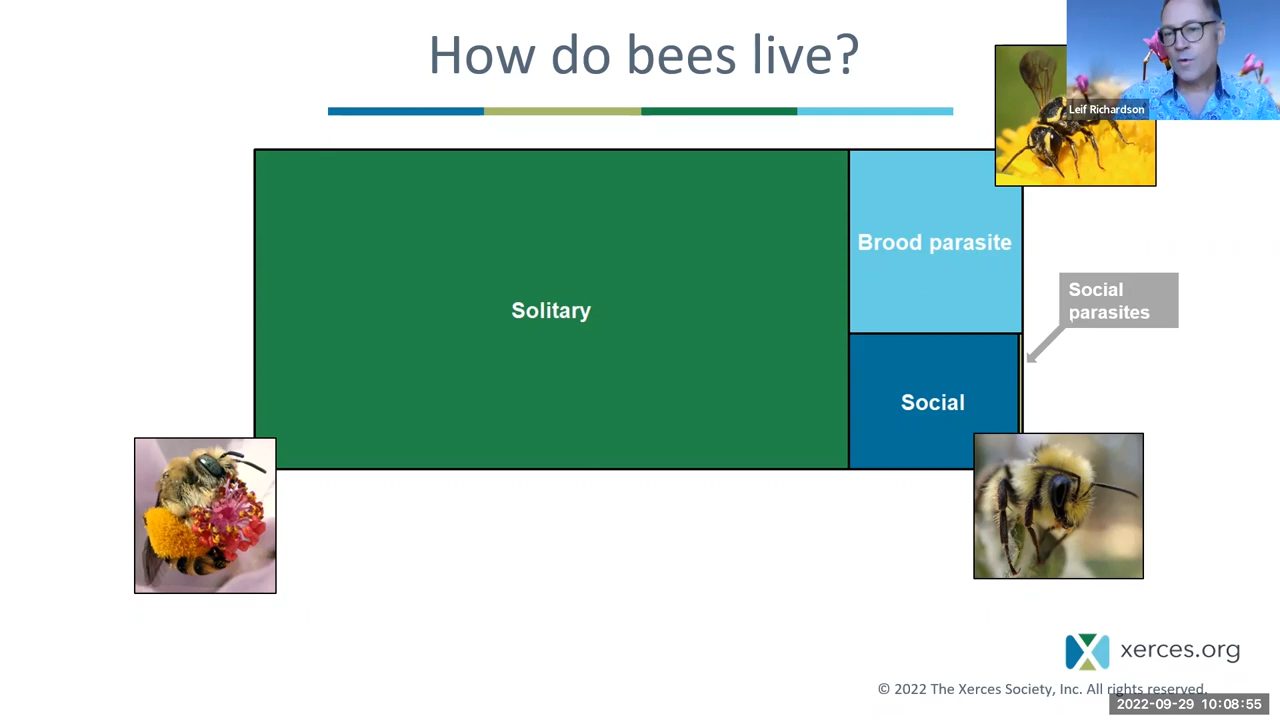 How do bees live?
Leif Richardson
Brood parasite
Social
parasites
Solitary
Social
xerces.org
© 2022 The Xerces Society, Inc. All rights reserved.
2022-09-29 10:08:55